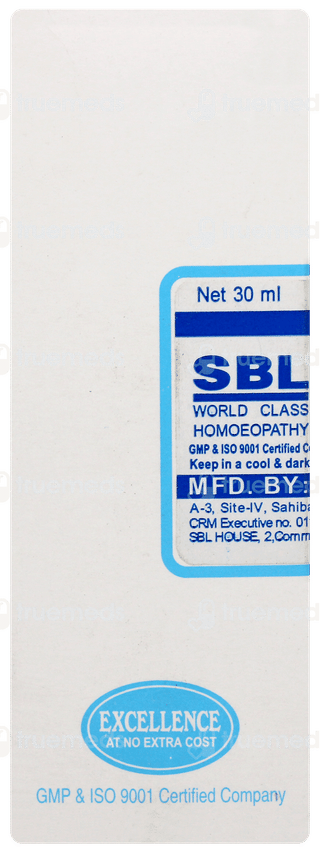 Net 30 ml
SBL
WORLD CLASS
HOMOEOPATHY
GMP & ISO 9001 Certified C
Keep in a cool & dark
MFD. BY:
A-3, Site-IV, Sahiba
CRM Executive no. 01
SBL HOUSE, 2,Comm
EXCELLENCE
AT NO EXTRA COST
GMP & ISO 9001 Certified Company
truemeds